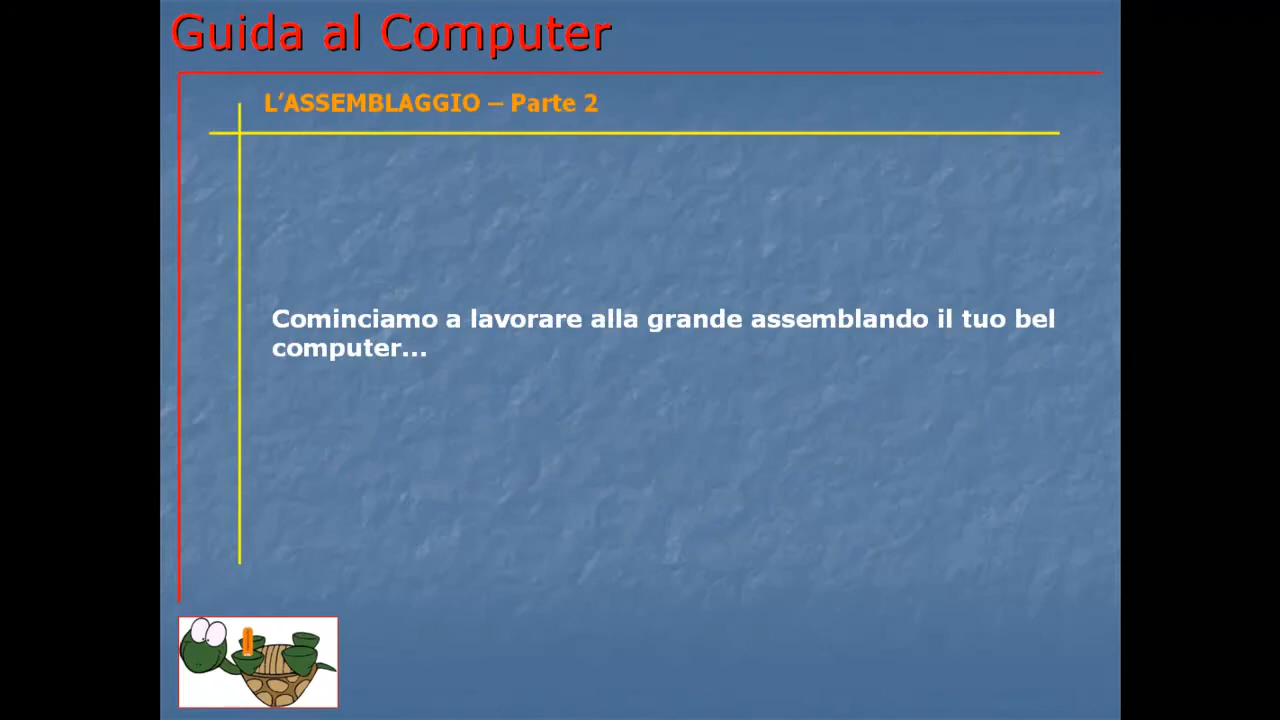 Guida al Computer
L’ASSEMBLAGGIO – Parte 2
Cominciamo a lavorare alla grande assemblando il tuo bel
computer...